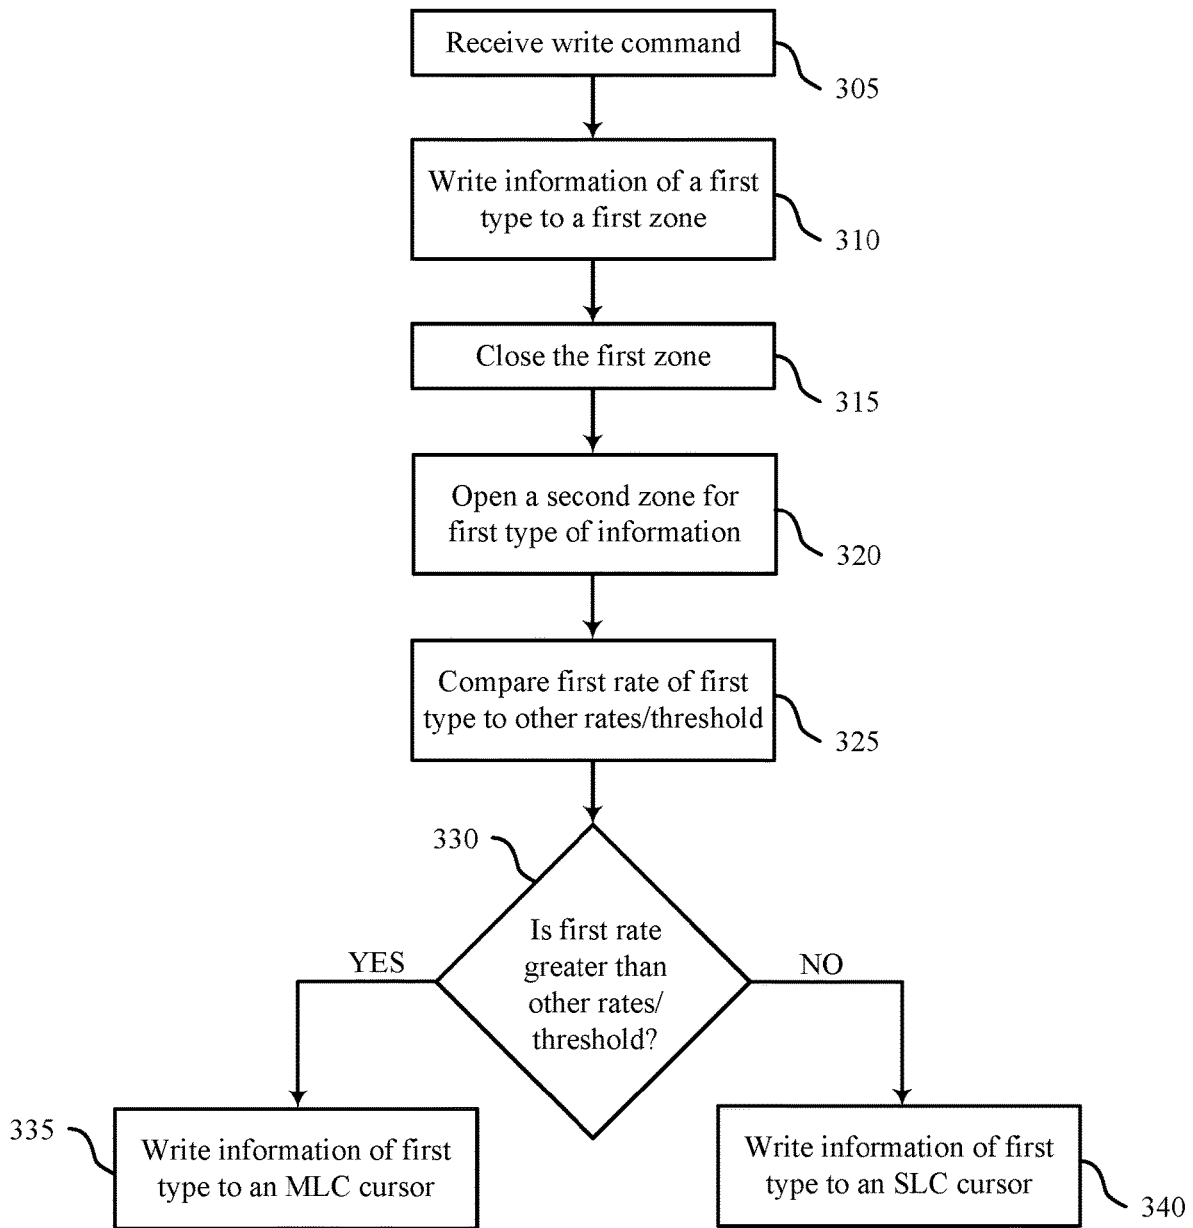 Receive write command
305
Write information of a first
type to a first zone
310
Close the first zone
315
Open a second zone for
first type of information
320
Compare first rate of first
type to other rates/threshold
325
330
Is first rate
greater than
other rates/
threshold?
YES
NO
335
Write information of first
type to an MLC cursor
Write information of first
type to an SLC cursor
340